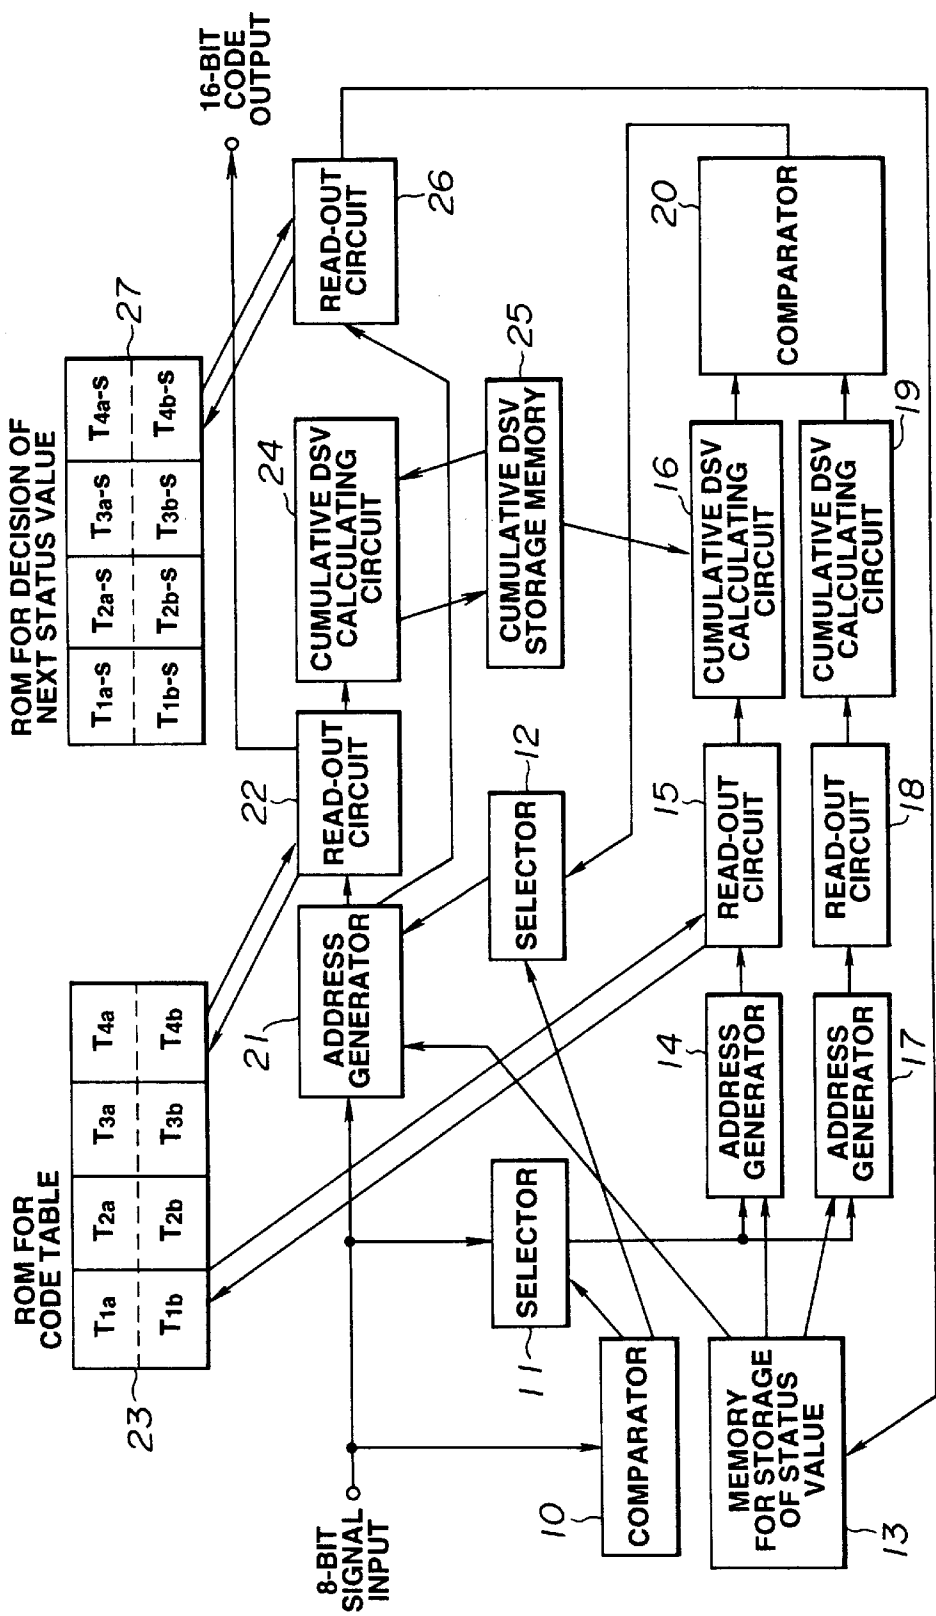 ROM FOR
CODE TABLE
T1a
T2a
T3a
T4a
T1b
T2b
T3b
T4b
23
ROM FOR DECISION OF
NEXT STATUS VALUE
T1a-S
T2a-S
T3a-S
T4a-S
T1b-S
T2b-S
T3b-S
T4b-S
27
16-BIT
CODE
OUTPUT
8-BIT
SIGNAL
INPUT
21
ADDRESS
GENERATOR
22
READ-OUT
CIRCUIT
24
CUMULATIVE DSV
CALCULATING
CIRCUIT
READ-OUT
CIRCUIT
26
11
SELECTOR
SELECTOR
12
CUMULATIVE DSV
STORAGE MEMORY
25
10
COMPARATOR
MEMORY
FOR STORAGE
OF STATUS
VALUE
13
14
ADDRESS
GENERATOR
15
READ-OUT
CIRCUIT
16
CUMULATIVE DSV
CALCULATING
CIRCUIT
20
COMPARATOR
ADDRESS
GENERATOR
17
READ-OUT
CIRCUIT
18
CUMULATIVE DSV
CALCULATING
CIRCUIT
19